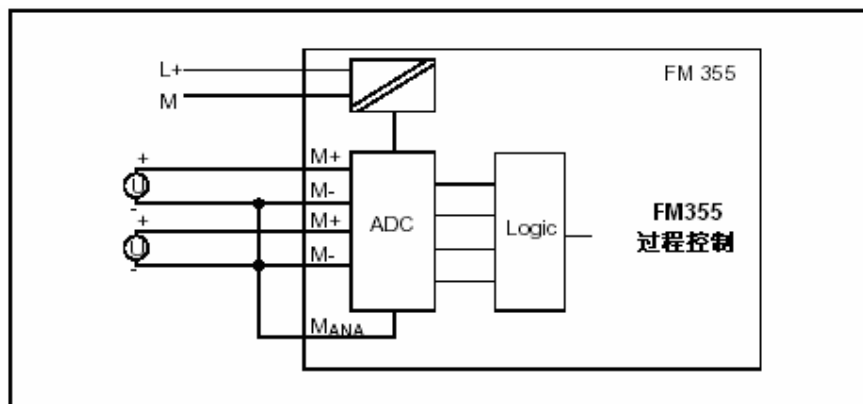 L+
FM 355
M
+
M+
U
-
M-
+
M+
U
-
M-
ADC
Logic
FM355
过程控制
MANA